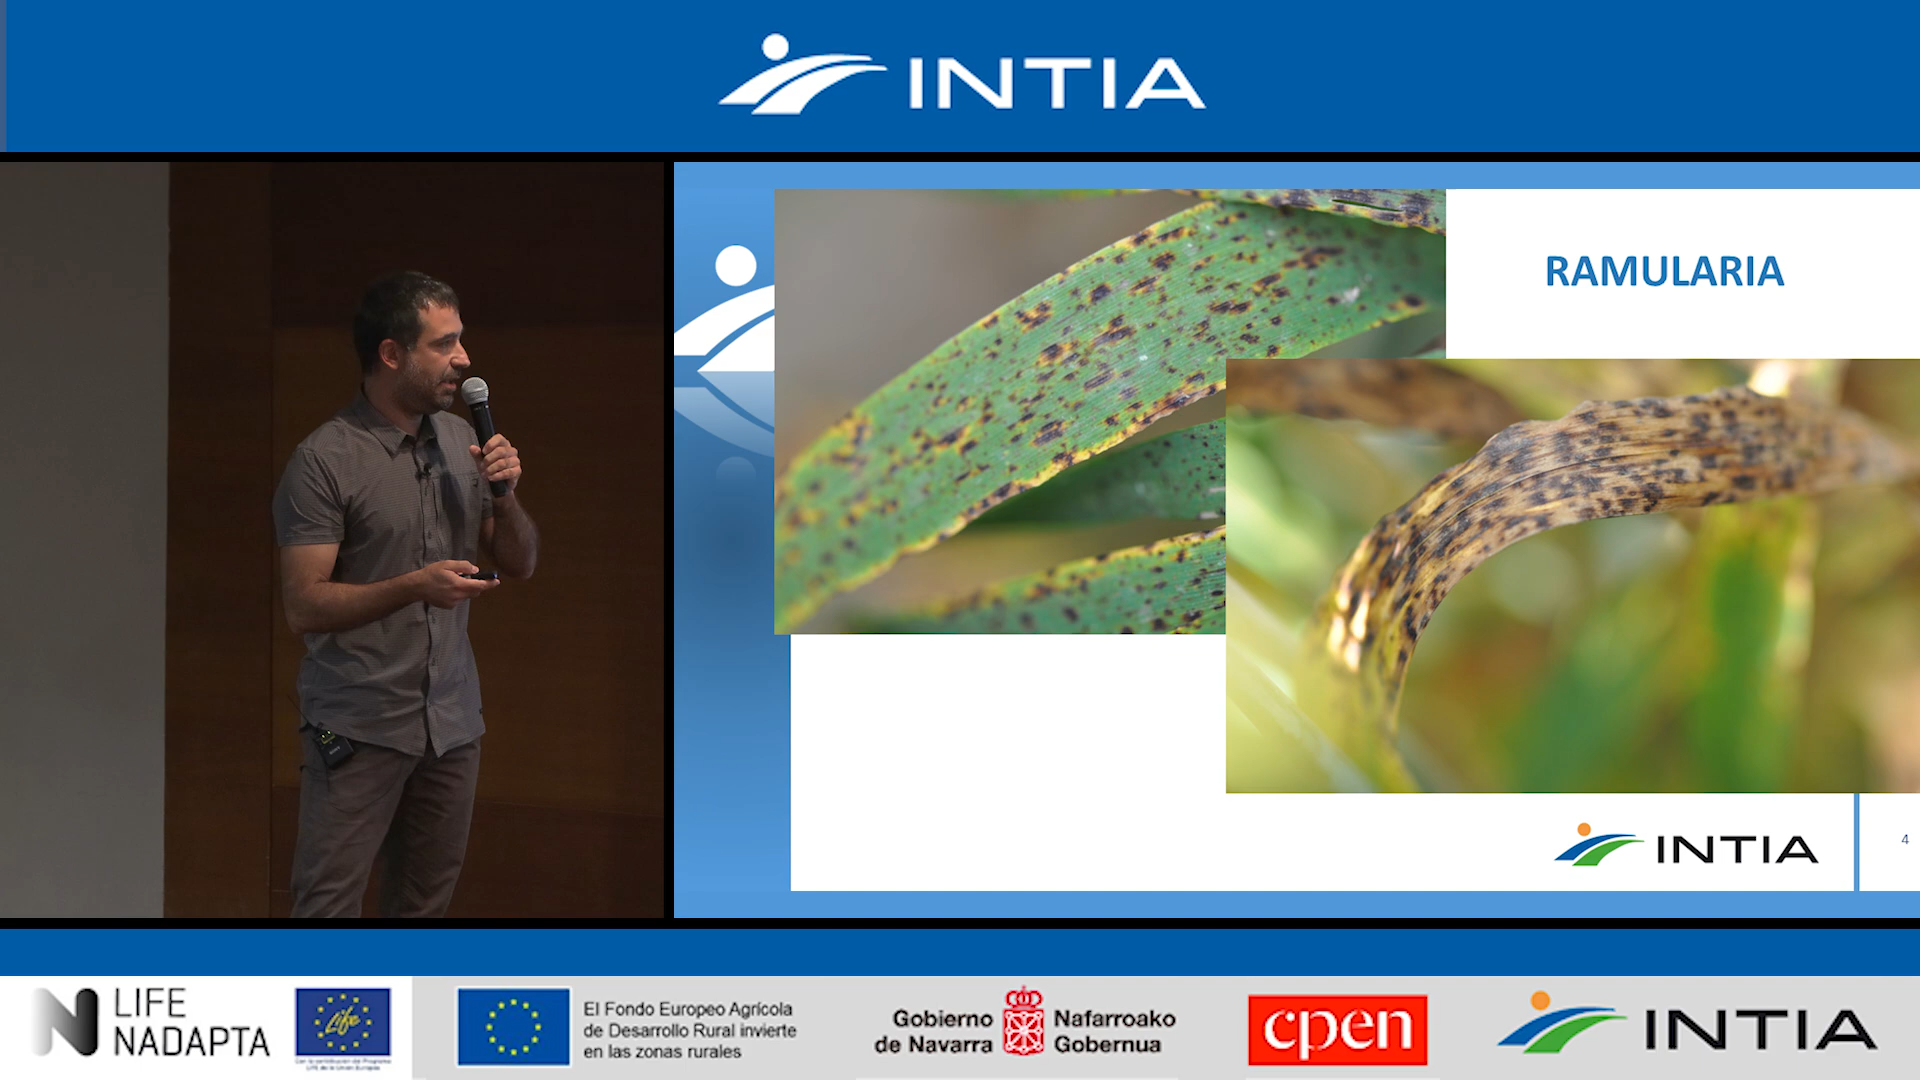 INTIA
RAMULARIA
INTIA
4
LIFE
NADAPTA
Life
El Fondo Europeo Agrícola
de Desarrollo Rural invierte
en las zonas rurales
Gobierno
de Navarra
Nafarroako
Gobernua
cpen
INTIA